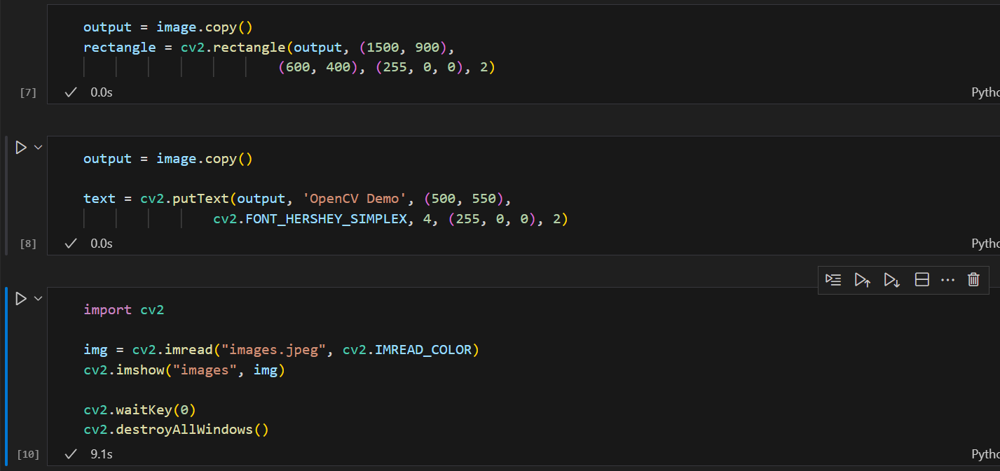 output = image.copy()
rectangle = cv2.rectangle(output, (1500, 900),
(600, 400), (255, 0, 0), 2)
[7]
0.0s
Pytho
output = image.copy()
text = cv2.putText(output, 'OpenCV Demo', (500, 550),
cv2.FONT_HERSHEY_SIMPLEX, 4, (255, 0, 0), 2)
[8]
0.0s
Pytho
import cv2
img = cv2.imread("images.jpeg", cv2.IMREAD_COLOR)
cv2.imshow("images", img)
cv2.waitKey(0)
cv2.destroyAllWindows()
[10]
9.1s
Pytho